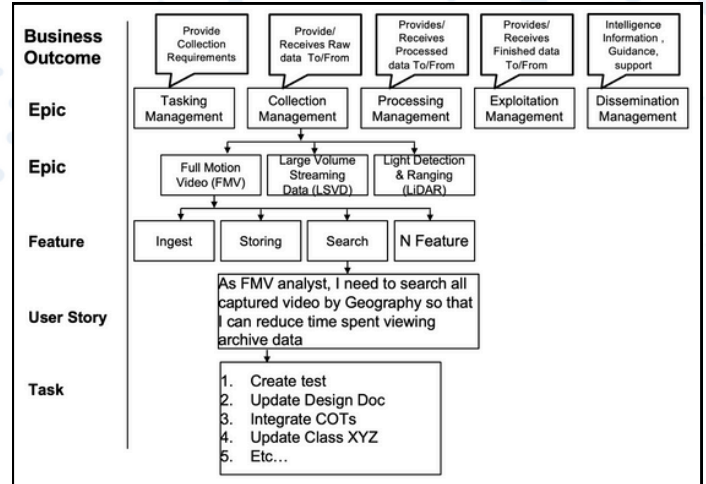 Business
Outcome
Provide
Collection
Requirements
Provide/
Receives Raw
data To/From
Provides/
Receives
Processed
data To/From
Provides/
Receives
Finished data
To/From
Intelligence
Information ,
Guidance,
support
Epic
Tasking
Management
Collection
Management
Processing
Management
Exploitation
Management
Dissemination
Management
Epic
Full Motion
Video (FMV)
Large Volume
Streaming
Data (LSVD)
Light Detection
& Ranging
(LiDAR)
Feature
Ingest
Storing
Search
N Feature
User Story
As FMV analyst, I need to search all
captured video by Geography so that
I can reduce time spent viewing
archive data
Task
1. Create test
2. Update Design Doc
3. Integrate COTs
4. Update Class XYZ
5. Etc…